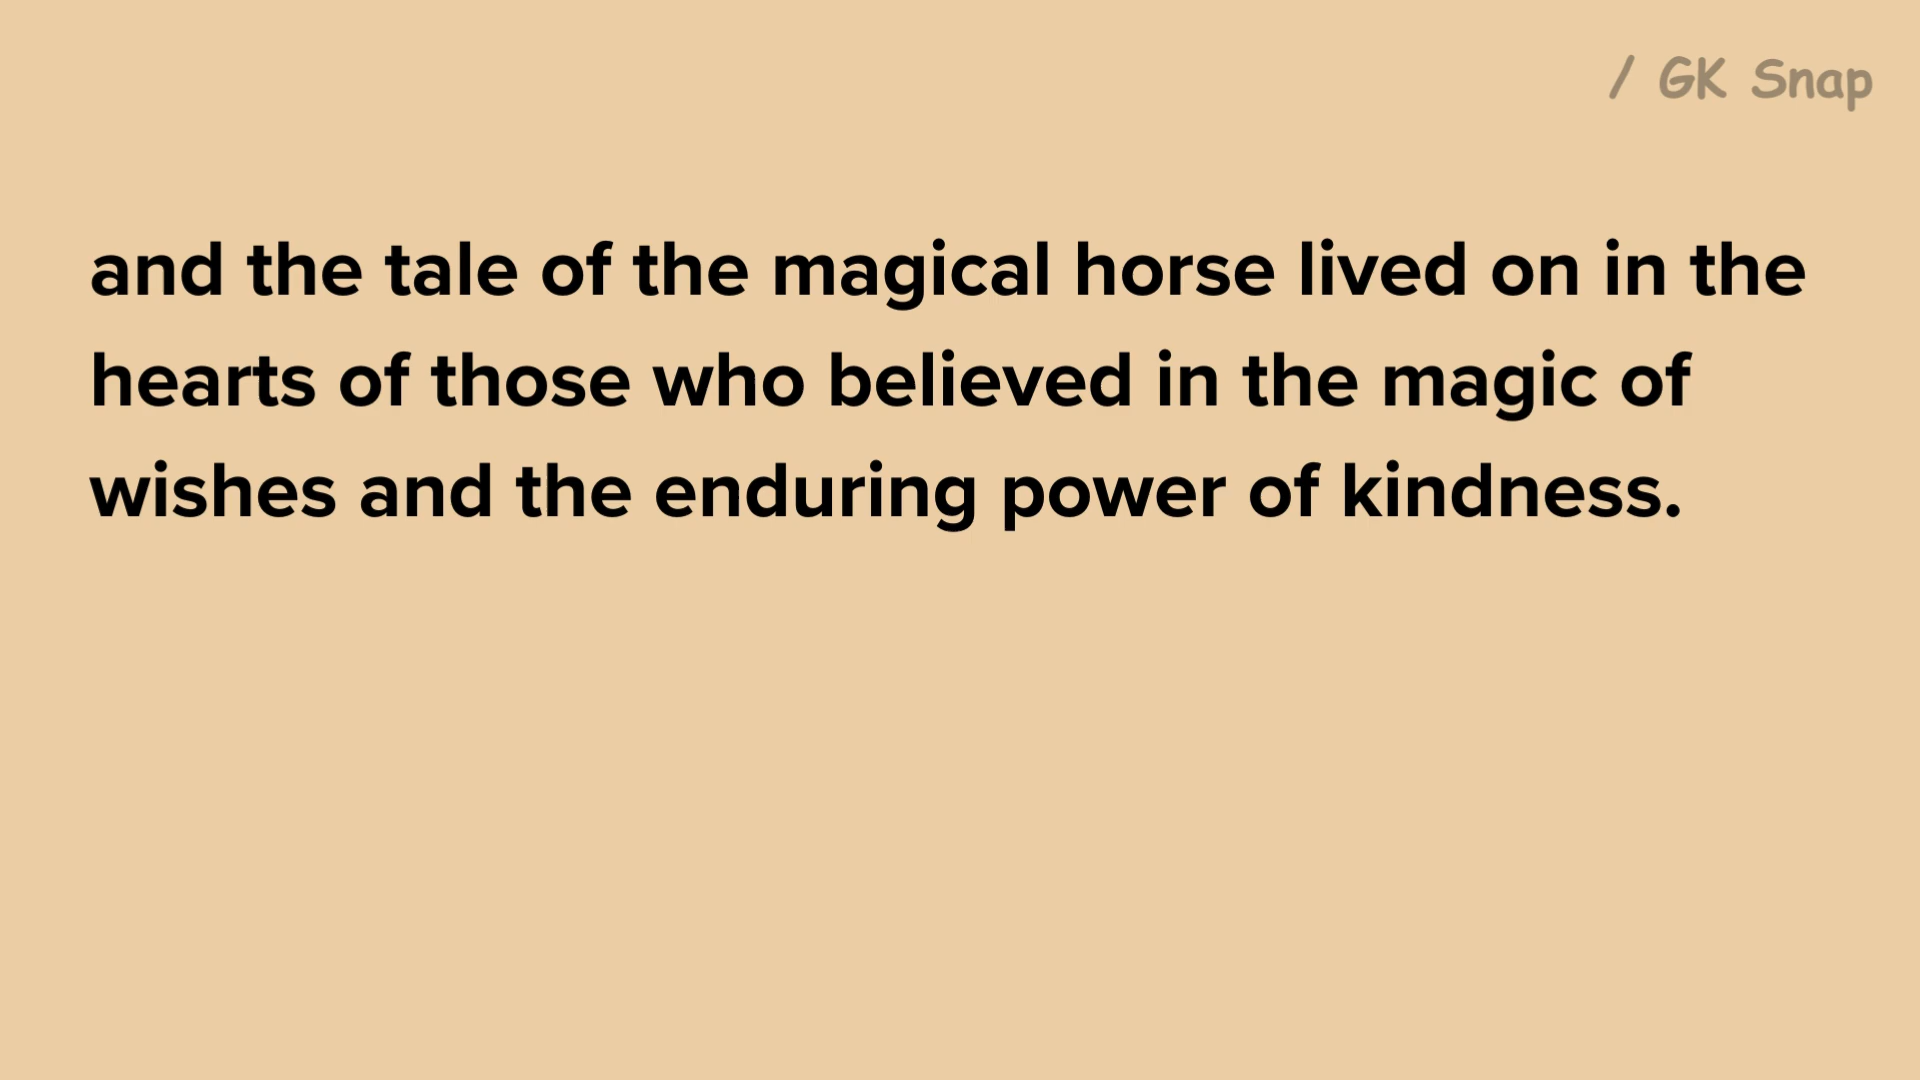 / GK Snap
and the tale of the magical horse lived on in the
hearts of those who believed in the magic of
wishes and the enduring power of kindness.